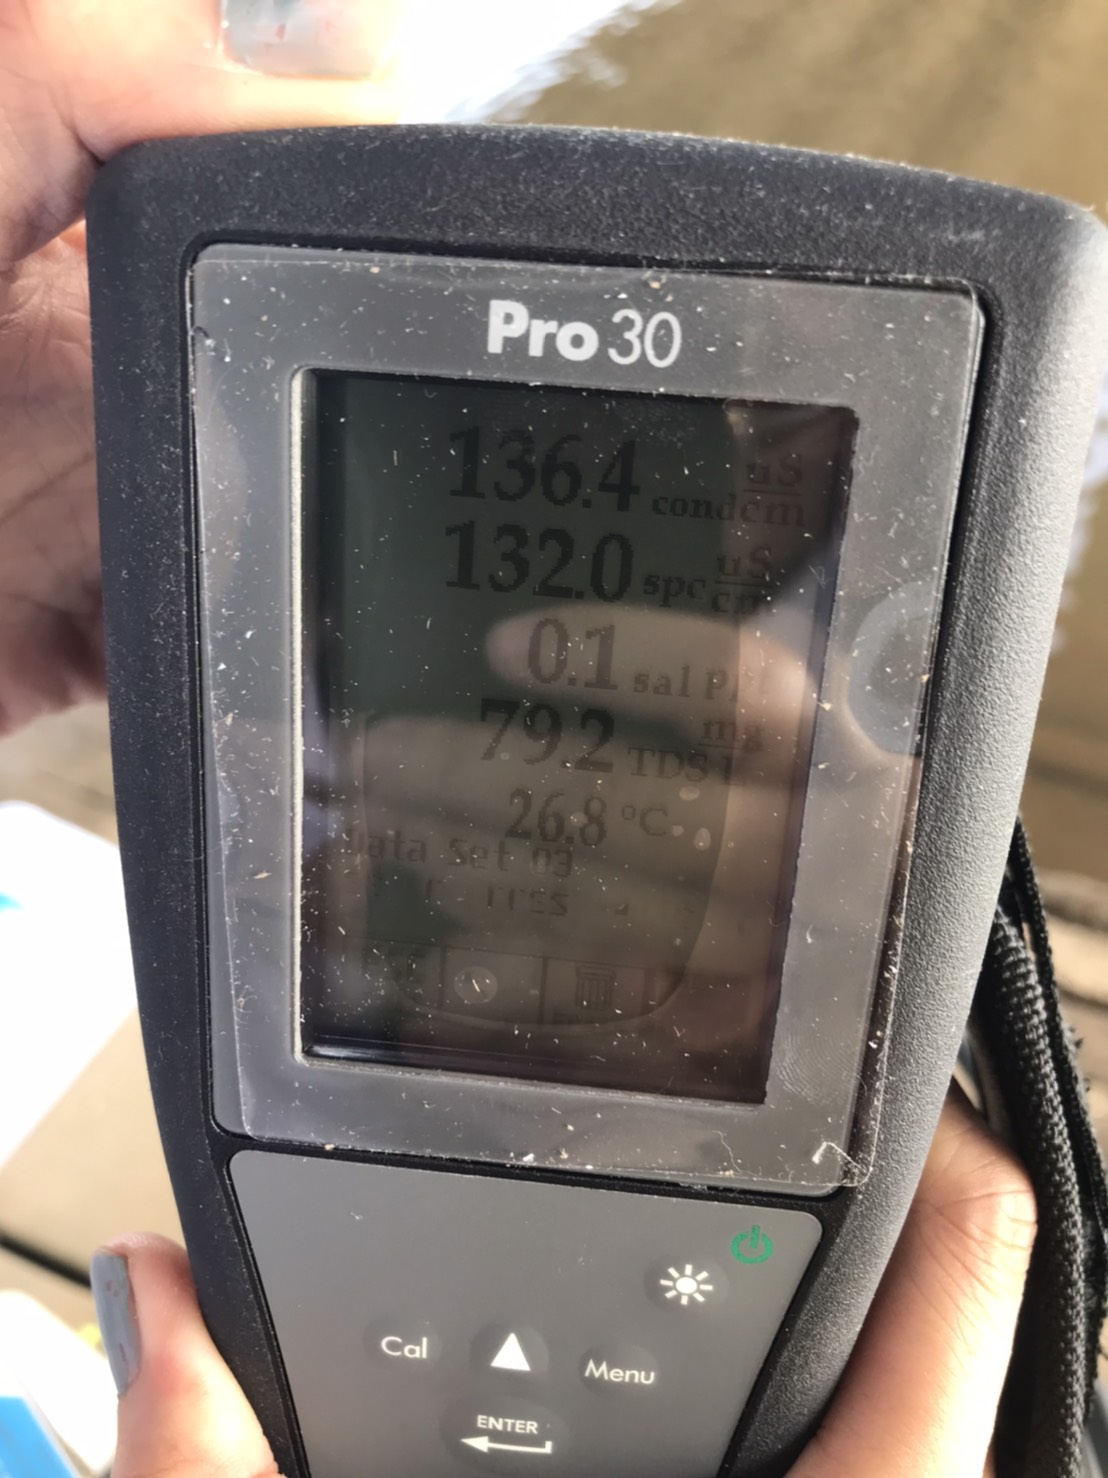 Pro30
136.4 cond uS cm
132.0 spc uS
0.1 sal
79.2 TDS mg
26.8 °C
Data Set 03
Cal
Menu
ENTER